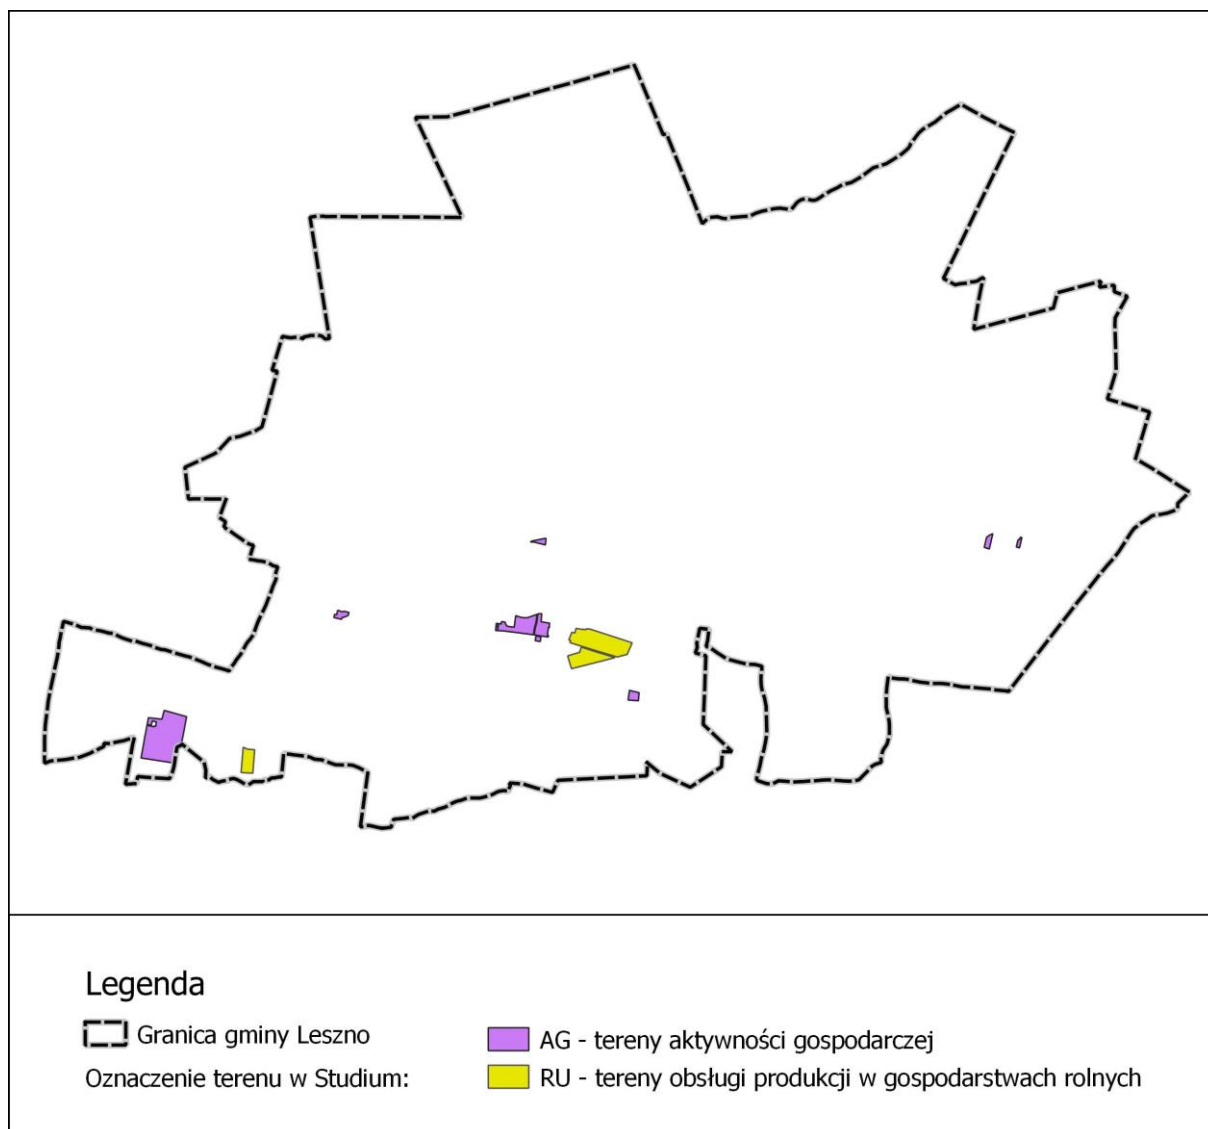 Legenda
Granica gminy Leszno
Oznaczenie terenu w Studium:
AG - tereny aktywności gospodarczej
RU - tereny obsługi produkcji w gospodarstwach rolnych